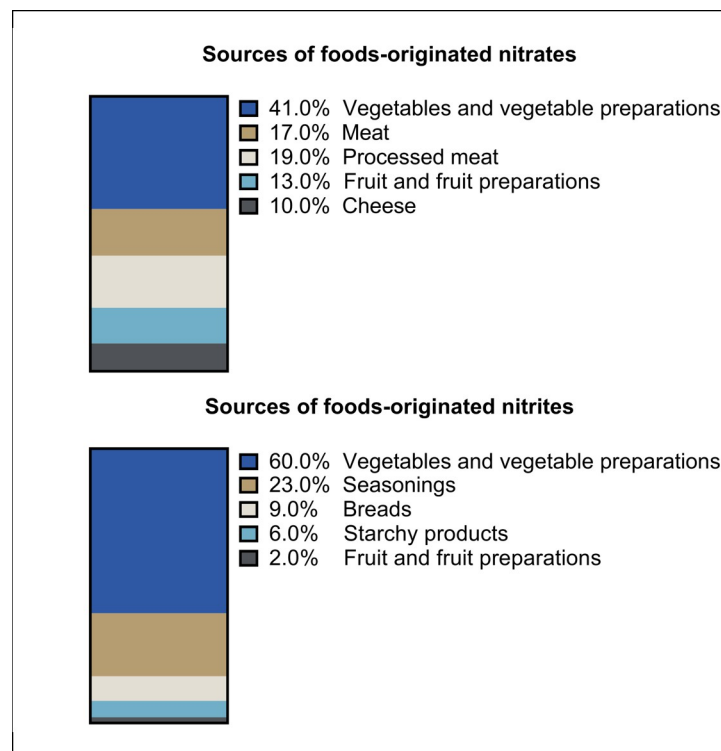 Sources of foods-originated nitrates
41.0% Vegetables and vegetable preparations
17.0% Meat
19.0% Processed meat
13.0% Fruit and fruit preparations
10.0% Cheese
Sources of foods-originated nitrites
60.0% Vegetables and vegetable preparations
23.0% Seasonings
9.0% Breads
6.0% Starchy products
2.0% Fruit and fruit preparations